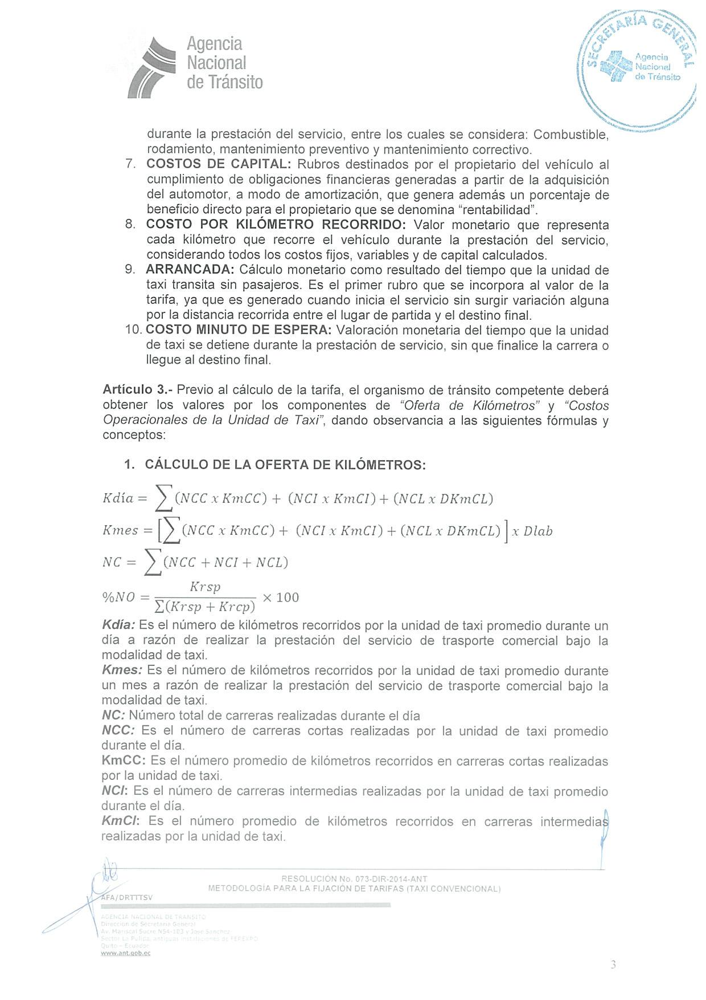 Agencia
Nacional
de Tránsito
SECRETARÍA GENERAL
Agencia
Nacional
de Tránsito
durante la prestación del servicio, entre los cuales se considera: Combustible,
rodamiento, mantenimiento preventivo y mantenimiento correctivo.
7. COSTOS DE CAPITAL: Rubros destinados por el propietario del vehículo al
cumplimiento de obligaciones financieras generadas a partir de la adquisición
del automotor, a modo de amortización, que genera además un porcentaje de
beneficio directo para el propietario que se denomina “rentabilidad”.
8. COSTO POR KILÓMETRO RECORRIDO: Valor monetario que representa
cada kilómetro que recorre el vehículo durante la prestación del servicio,
considerando todos los costos fijos, variables y de capital calculados.
9. ARRANCADA: Cálculo monetario como resultado del tiempo que la unidad de
taxi transita sin pasajeros. Es el primer rubro que se incorpora al valor de la
tarifa, ya que es generado cuando inicia el servicio sin surgir variación alguna
por la distancia recorrida entre el lugar de partida y el destino final.
10. COSTO MINUTO DE ESPERA: Valoración monetaria del tiempo que la unidad
de taxi se detiene durante la prestación de servicio, sin que finalice la carrera o
llegue al destino final.
Artículo 3.- Previo al cálculo de la tarifa, el organismo de tránsito competente deberá
obtener los valores por los componentes de “Oferta de Kilómetros” y “Costos
Operacionales de la Unidad de Taxi”, dando observancia a las siguientes fórmulas y
conceptos:
1. CÁLCULO DE LA OFERTA DE KILÓMETROS:
Kdía = ∑(NCC x KmCC) + (NCI x KmCI) + (NCL x DKmCL)
Kmes = [∑(NCC x KmCC) + (NCI x KmCI) + (NCL x DKmCL)] x Dlab
NC = ∑(NCC + NCI + NCL)
%NO = Krsp / ∑(Krsp + Krcp) × 100
Kdía: Es el número de kilómetros recorridos por la unidad de taxi promedio durante un
día a razón de realizar la prestación del servicio de trasporte comercial bajo la
modalidad de taxi.
Kmes: Es el número de kilómetros recorridos por la unidad de taxi promedio durante
un mes a razón de realizar la prestación del servicio de trasporte comercial bajo la
modalidad de taxi.
NC: Número total de carreras realizadas durante el día
NCC: Es el número de carreras cortas realizadas por la unidad de taxi promedio
durante el día.
KmCC: Es el número promedio de kilómetros recorridos en carreras cortas realizadas
por la unidad de taxi.
NCI: Es el número de carreras intermedias realizadas por la unidad de taxi promedio
durante el día.
KmCI: Es el número promedio de kilómetros recorridos en carreras intermedias
realizadas por la unidad de taxi.
RESOLUCIÓN No. 073-DIR-2014-ANT
METODOLOGÍA PARA LA FIJACIÓN DE TARIFAS (TAXI CONVENCIONAL)
AFA/DRTTTSV
AGENCIA NACIONAL DE TRANSITO
Dirección de Secretaria General
Av. Mariscal Sucre N54-103 y José Sanchez
Sector La Pulida, antiguas instalaciones de FEREXPO
Quito – Ecuador
www.ant.gob.ec
3